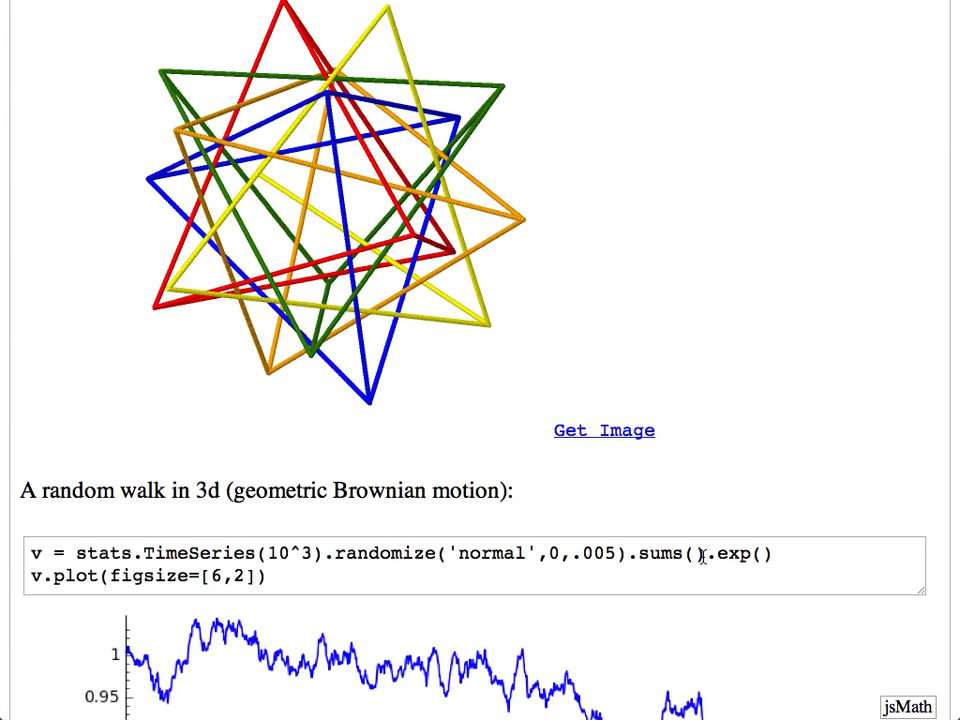 Get Image
A random walk in 3d (geometric Brownian motion):
v = stats.TimeSeries(10^3).randomize('normal',0,.005).sums().exp()
v.plot(figsize=[6,2])
1
0.95
jsMath